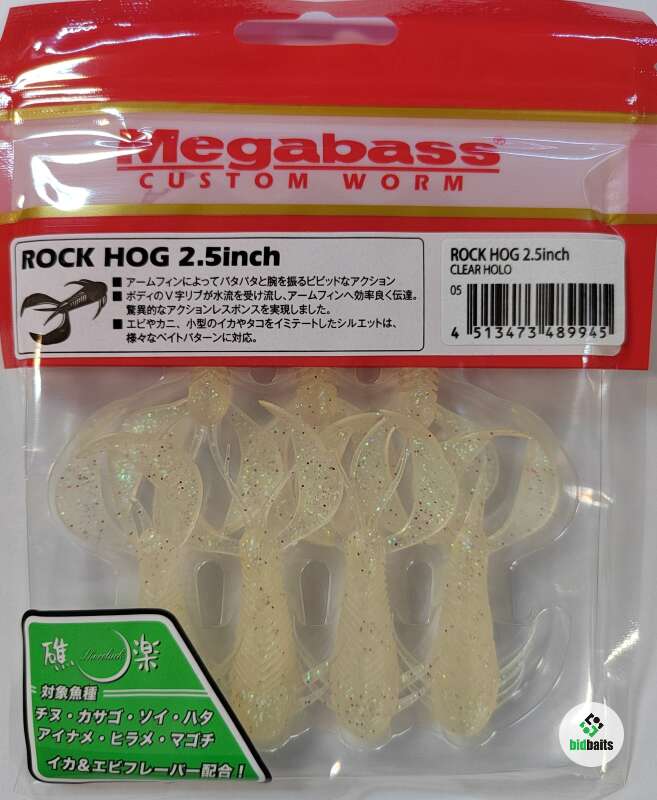 Megabass®
CUSTOM WORM
ROCK HOG 2.5inch
■アームフィンによってバタバタと腕を振るビビッドなアクション
■ボディのV字リブが水流を受け流し、アームフィンへ効率良く伝達。
驚異的なアクションレスポンスを実現しました。
■エビやカニ、小型のイカやタコをイミテートしたシルエットは、
様々なベイトパターンに対応。
ROCK HOG 2.5inch
CLEAR HOLO
05
4 513473 489945
礁楽
対象魚種
チヌ・カサゴ・ソイ・ハタ
アイナメ・ヒラメ・マゴチ
イカ&エビフレーバー配合!
bidbaits